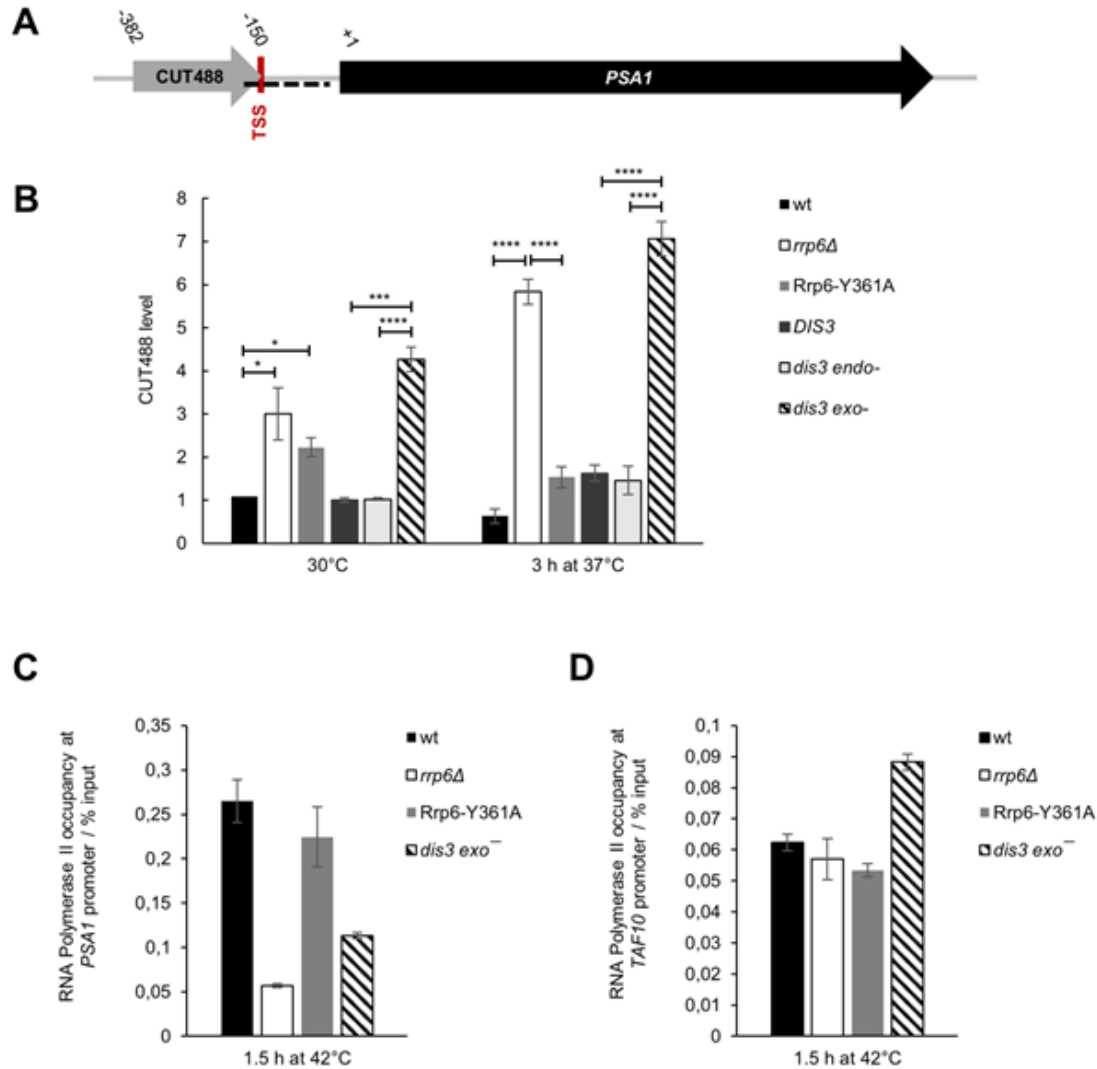 A
-382
-150
+1
CUT488
PSA1
TSS
B
CUT488 level
8
7
6
5
4
3
2
1
0
*
*
***
****
****
****
****
****
30°C
3 h at 37°C
wt
rrp6Δ
Rrp6-Y361A
DIS3
dis3 endo-
dis3 exo-
C
RNA Polymerase II occupancy at
PSA1 promoter / % input
0,35
0,3
0,25
0,2
0,15
0,1
0,05
0
1.5 h at 42°C
wt
rrp6Δ
Rrp6-Y361A
dis3 exo⁻
D
RNA Polymerase II occupancy at
TAF10 promoter / % input
0,1
0,09
0,08
0,07
0,06
0,05
0,04
0,03
0,02
0,01
0
1.5 h at 42°C
wt
rrp6Δ
Rrp6-Y361A
dis3 exo⁻